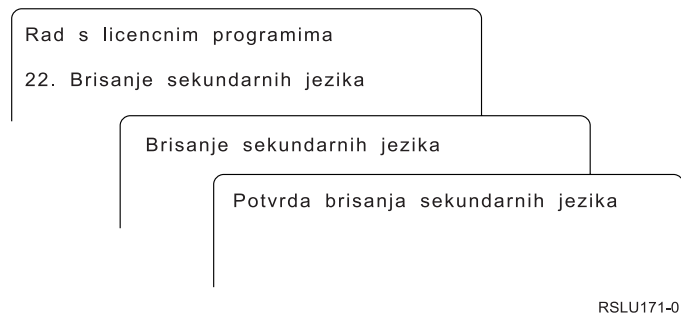 Rad s licencnim programima
22. Brisanje sekundarnih jezika
Brisanje sekundarnih jezika
Potvrda brisanja sekundarnih jezika
RSLU171-0